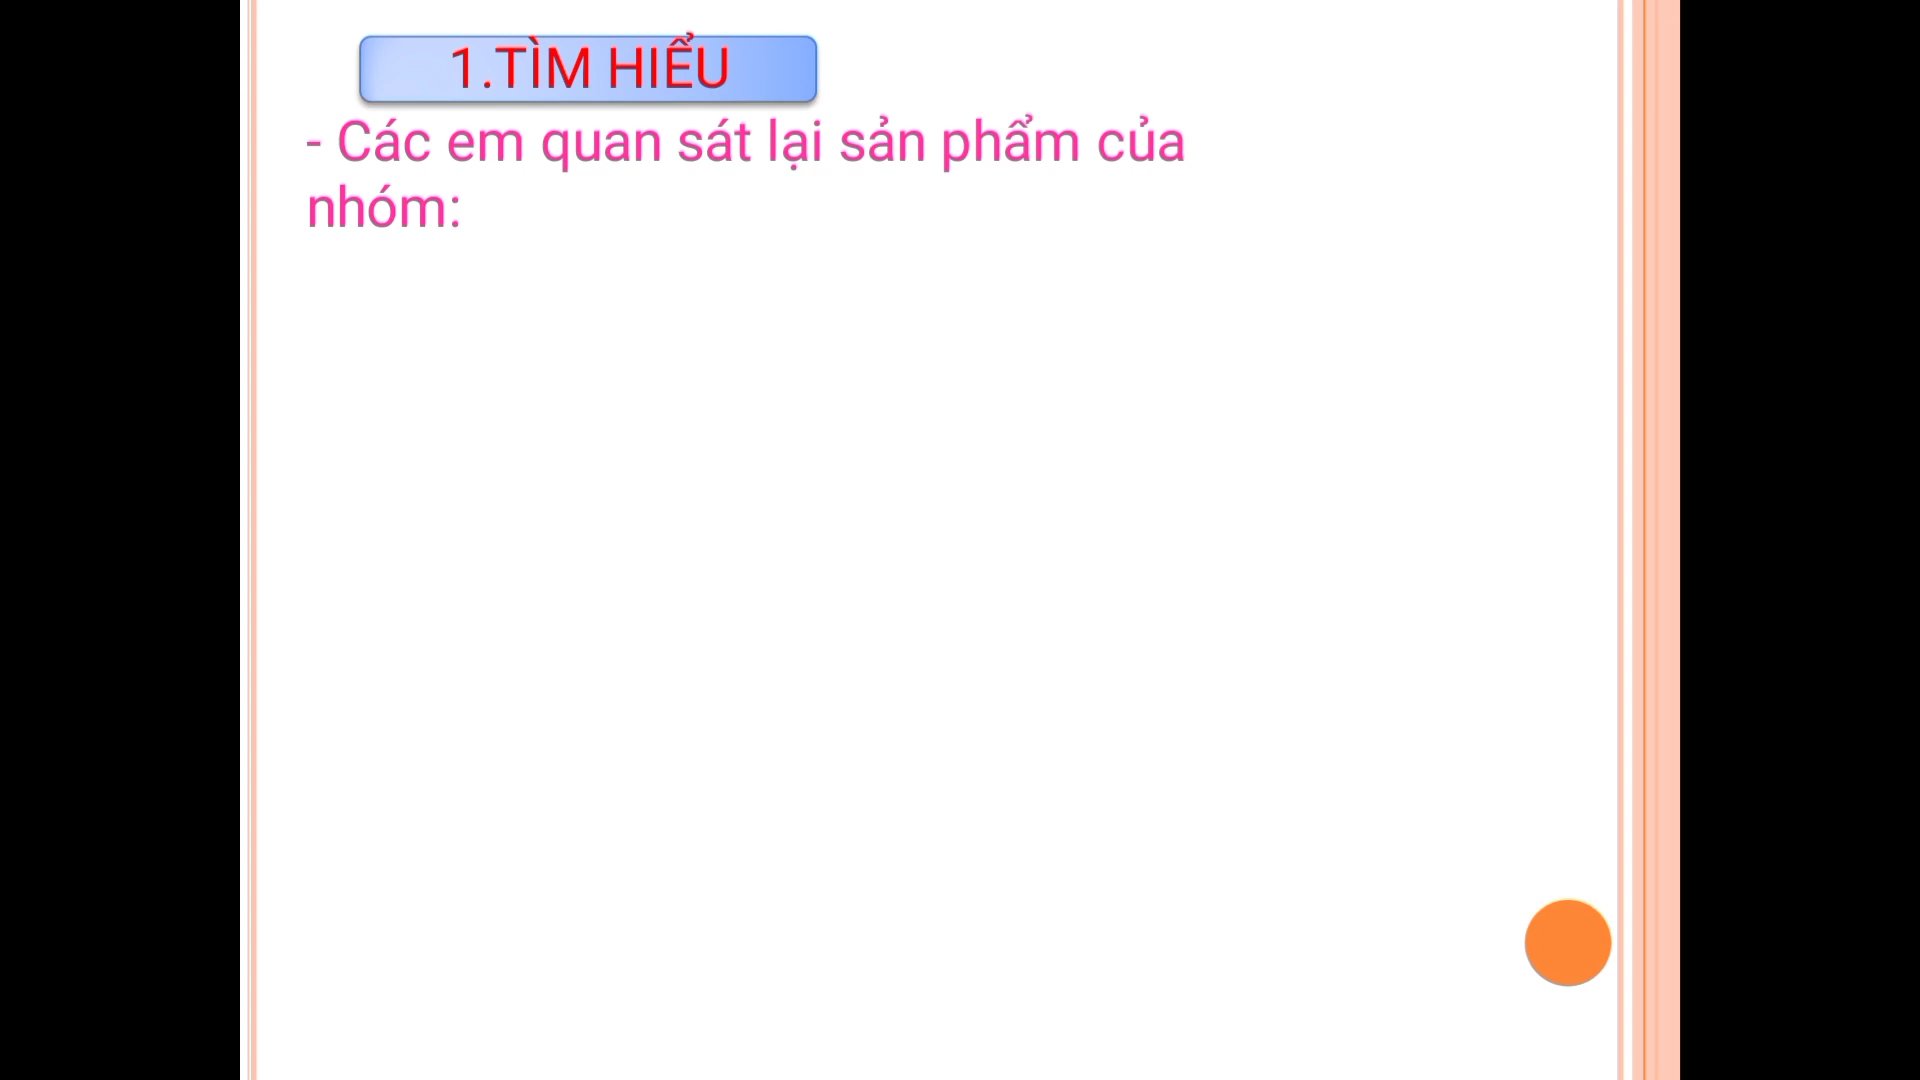 1.TÌM HIỂU
- Các em quan sát lại sản phẩm của
nhóm: